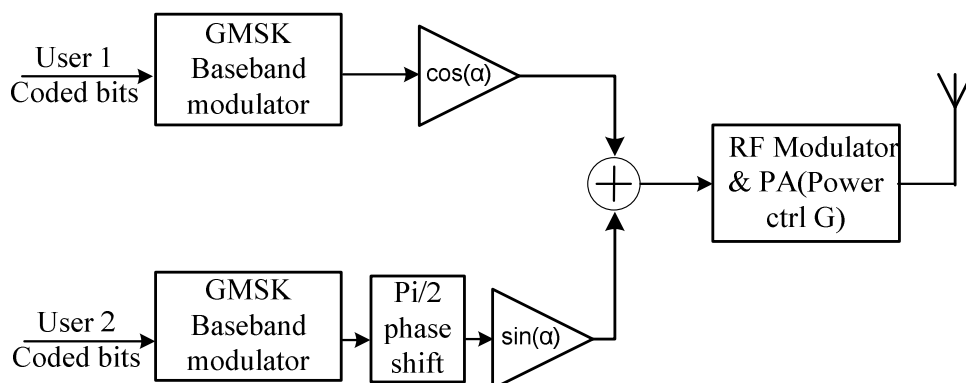 User 1
Coded bits
GMSK
Baseband
modulator
cos(α)
RF Modulator
& PA(Power
ctrl G)
User 2
Coded bits
GMSK
Baseband
modulator
Pi/2
phase
shift
sin(α)